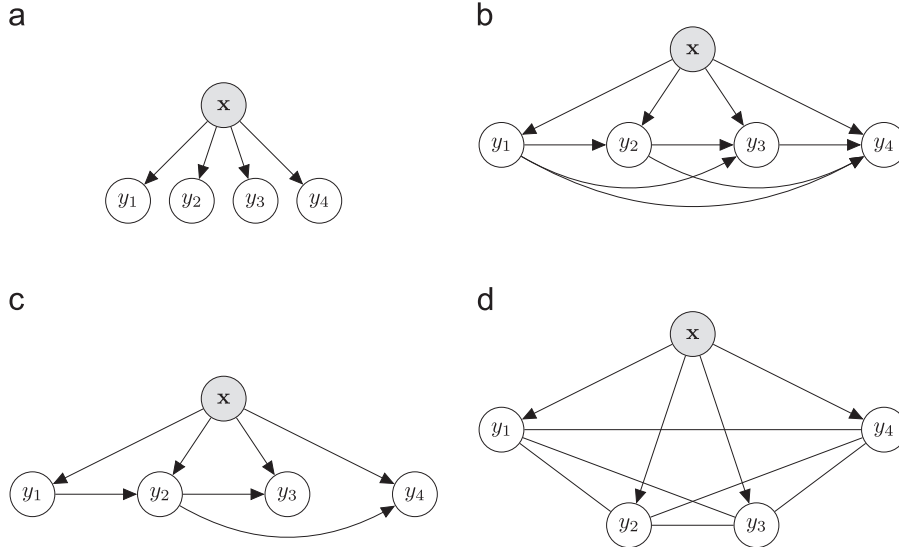 a
x
y₁ y₂ y₃ y₄
b
x
y₁ y₂ y₃ y₄
c
x
y₁ y₂ y₃ y₄
d
x
y₁ y₄
y₂ y₃